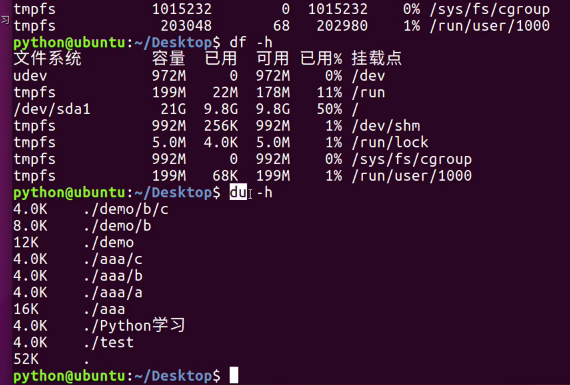 习
tmpfs 1015232 0 1015232 0% /sys/fs/cgroup
tmpfs 203048 68 202980 1% /run/user/1000
python@ubuntu:~/Desktop$ df -h
文件系统 容量 已用 可用 已用% 挂载点
udev 972M 0 972M 0% /dev
tmpfs 199M 22M 178M 11% /run
/dev/sda1 21G 9.8G 9.8G 50% /
tmpfs 992M 256K 992M 1% /dev/shm
tmpfs 5.0M 4.0K 5.0M 1% /run/lock
tmpfs 992M 0 992M 0% /sys/fs/cgroup
tmpfs 199M 68K 199M 1% /run/user/1000
python@ubuntu:~/Desktop$ du -h
4.0K ./demo/b/c
8.0K ./demo/b
12K ./demo
4.0K ./aaa/c
4.0K ./aaa/b
4.0K ./aaa/a
16K ./aaa
4.0K ./Python学习
4.0K ./test
52K .
python@ubuntu:~/Desktop$